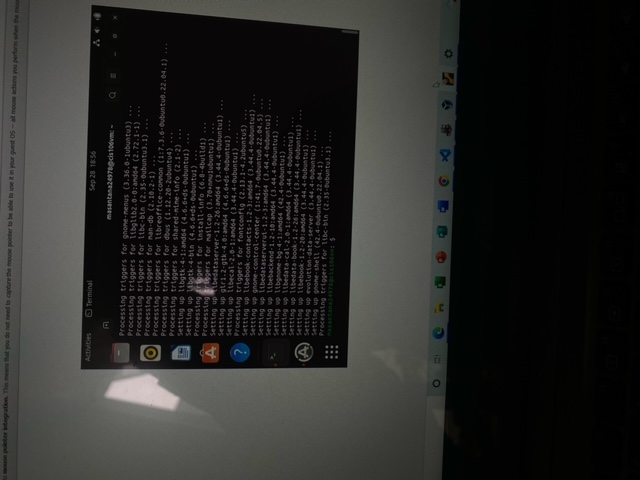 mouse pointer integration. This means that you do not need to capture the mouse pointer to be able to use it in your guest OS — all mouse actions you perform when the mouse
Activities Terminal Sep 28 18:56
masantana24978@cis106vm: ~
Processing triggers for gnome-menus (3.36.0-1ubuntu3) ...
Processing triggers for libglib2.0-0:amd64 (2.72.1-1) ...
Processing triggers for libc-bin (2.35-0ubuntu3.1) ...
Processing triggers for man-db (2.10.2-1) ...
Processing triggers for libreoffice-common (1:7.3.6-0ubuntu0.22.04.1) ...
Processing triggers for dbus (1.12.20-2ubuntu4) ...
Processing triggers for shared-mime-info (2.1-2) ...
Setting up libgtk-4-1:amd64 (4.6.6+ds-0ubuntu1) ...
Setting up libgtk-4-bin (4.6.6+ds-0ubuntu1) ...
Processing triggers for install-info (6.8-4build1) ...
Processing triggers for mailcap (3.70+nmu1ubuntu1) ...
Setting up libedataserver-1.2-26:amd64 (3.44.4-0ubuntu1) ...
Setting up gir1.2-gtk-4.0:amd64 (4.6.6+ds-0ubuntu1) ...
Setting up libecal-2.0-1:amd64 (3.44.4-0ubuntu1) ...
Processing triggers for fontconfig (2.13.1-4.2ubuntu5) ...
Setting up libebook-contacts-1.2-3:amd64 (3.44.4-0ubuntu1) ...
Setting up gnome-control-center (1:41.7-0ubuntu0.22.04.5) ...
Setting up libedataserverui-1.2-3:amd64 (3.44.4-0ubuntu1) ...
Setting up libebackend-1.2-10:amd64 (3.44.4-0ubuntu1) ...
Setting up libgnome-bg-4-1:amd64 (42.4-0ubuntu1) ...
Setting up libedata-cal-2.0-1:amd64 (3.44.4-0ubuntu1) ...
Setting up libedata-book-1.2-26:amd64 (3.44.4-0ubuntu1) ...
Setting up libebook-1.2-20:amd64 (3.44.4-0ubuntu1) ...
Setting up evolution-data-server (3.44.4-0ubuntu1) ...
Setting up gnome-shell (42.4-0ubuntu0.22.04.1) ...
Processing triggers for libc-bin (2.35-0ubuntu3.1) ...
masantana24978@cis106vm:~$